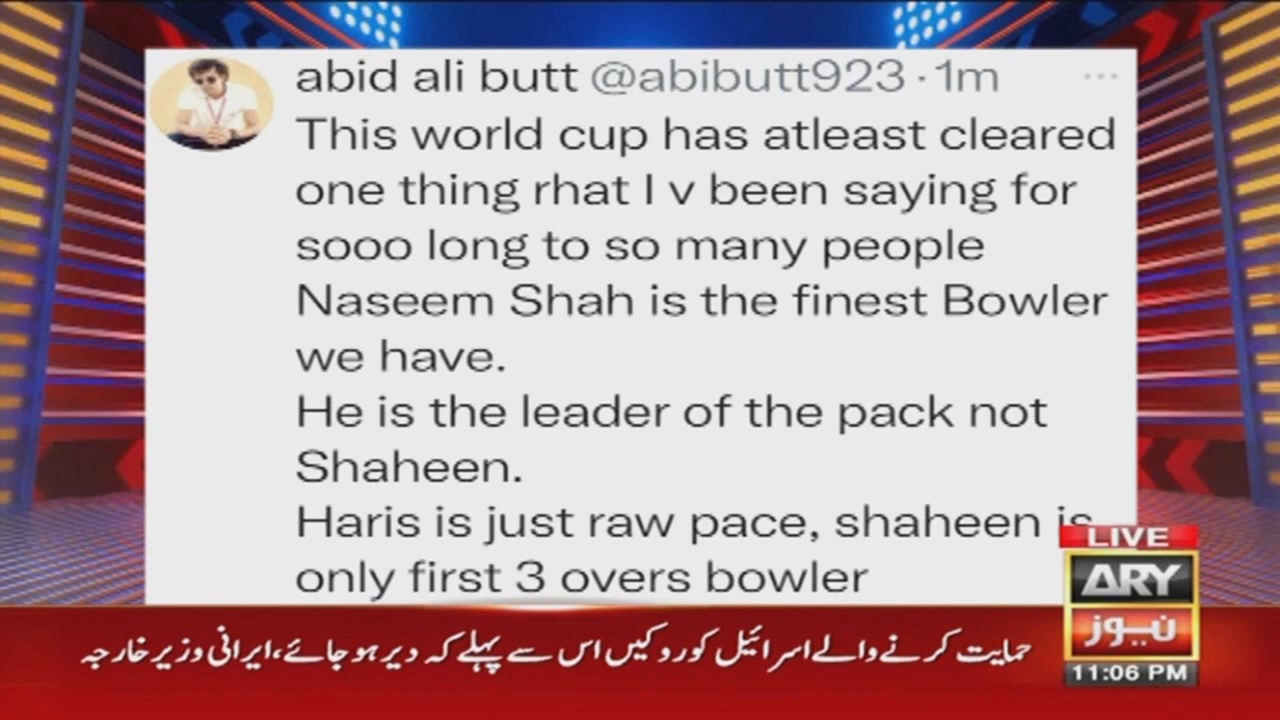 abid ali butt @abibutt923 · 1m
This world cup has atleast cleared
one thing rhat I v been saying for
sooo long to so many people
Naseem Shah is the finest Bowler
we have.
He is the leader of the pack not
Shaheen.
Haris is just raw pace, shaheen is
only first 3 overs bowler
LIVE
ARY
نیوز
11:06 PM
حمایت کرنے والے اسرائیل کو روکیں اس سے پہلے کہ دیر ہو جائے، ایرانی وزیر خارجہ